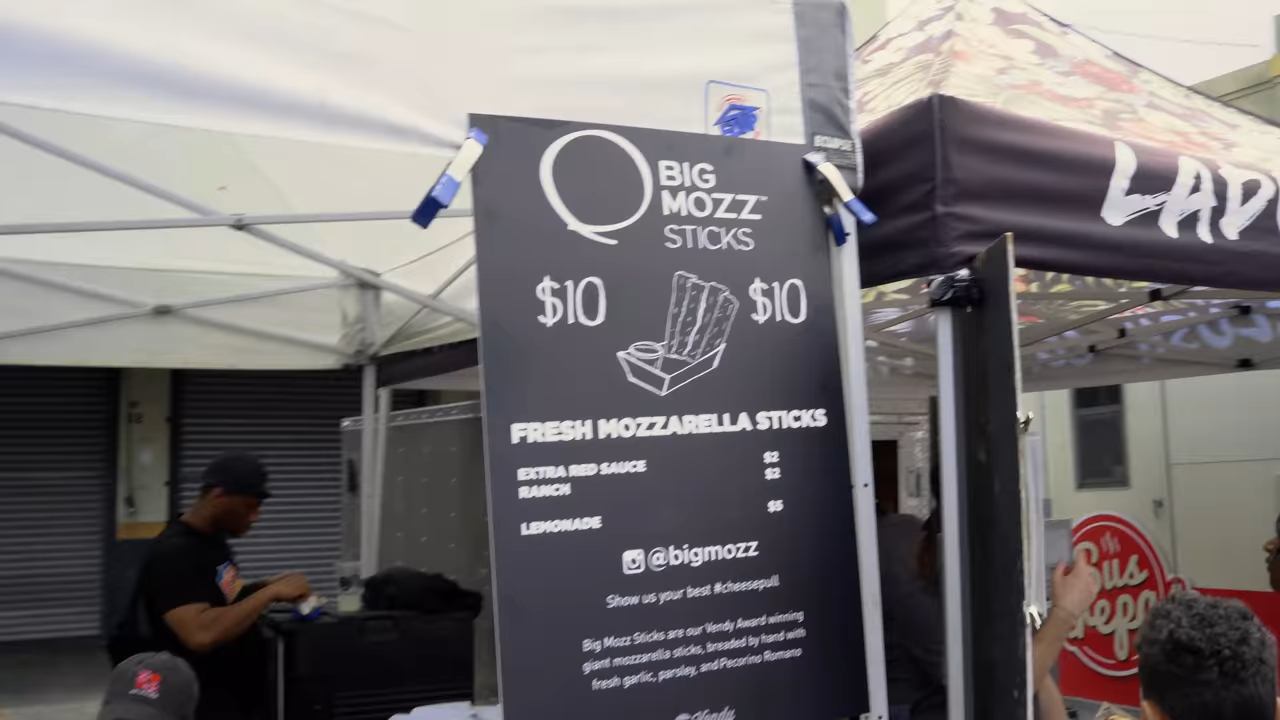 BIG
MOZZ™
STICKS
$10 $10
FRESH MOZZARELLA STICKS
EXTRA RED SAUCE $2
RANCH $2
LEMONADE $5
@bigmozz
Show us your best #cheesepull
Big Mozz Sticks are our Vendy Award winning
giant mozzarella sticks, breaded by hand with
fresh garlic, parsley, and Pecorino Romano
Vendy
LAD